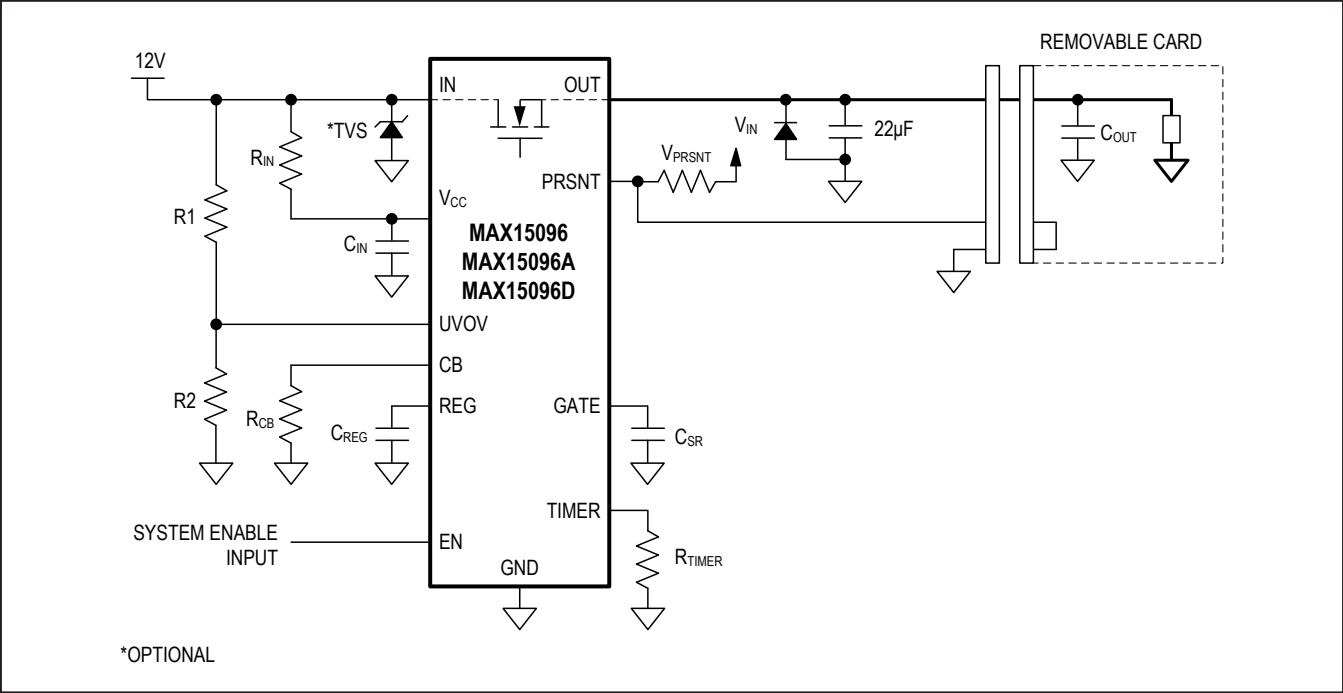 REMOVABLE CARD
12V
IN
OUT
*TVS
RIN
VIN
22µF
COUT
VPRSNT
PRSNT
VCC
R1
CIN
MAX15096
MAX15096A
MAX15096D
UVOV
CB
R2
RCB
REG
CREG
GATE
CSR
TIMER
SYSTEM ENABLE
INPUT
EN
RTIMER
GND
*OPTIONAL